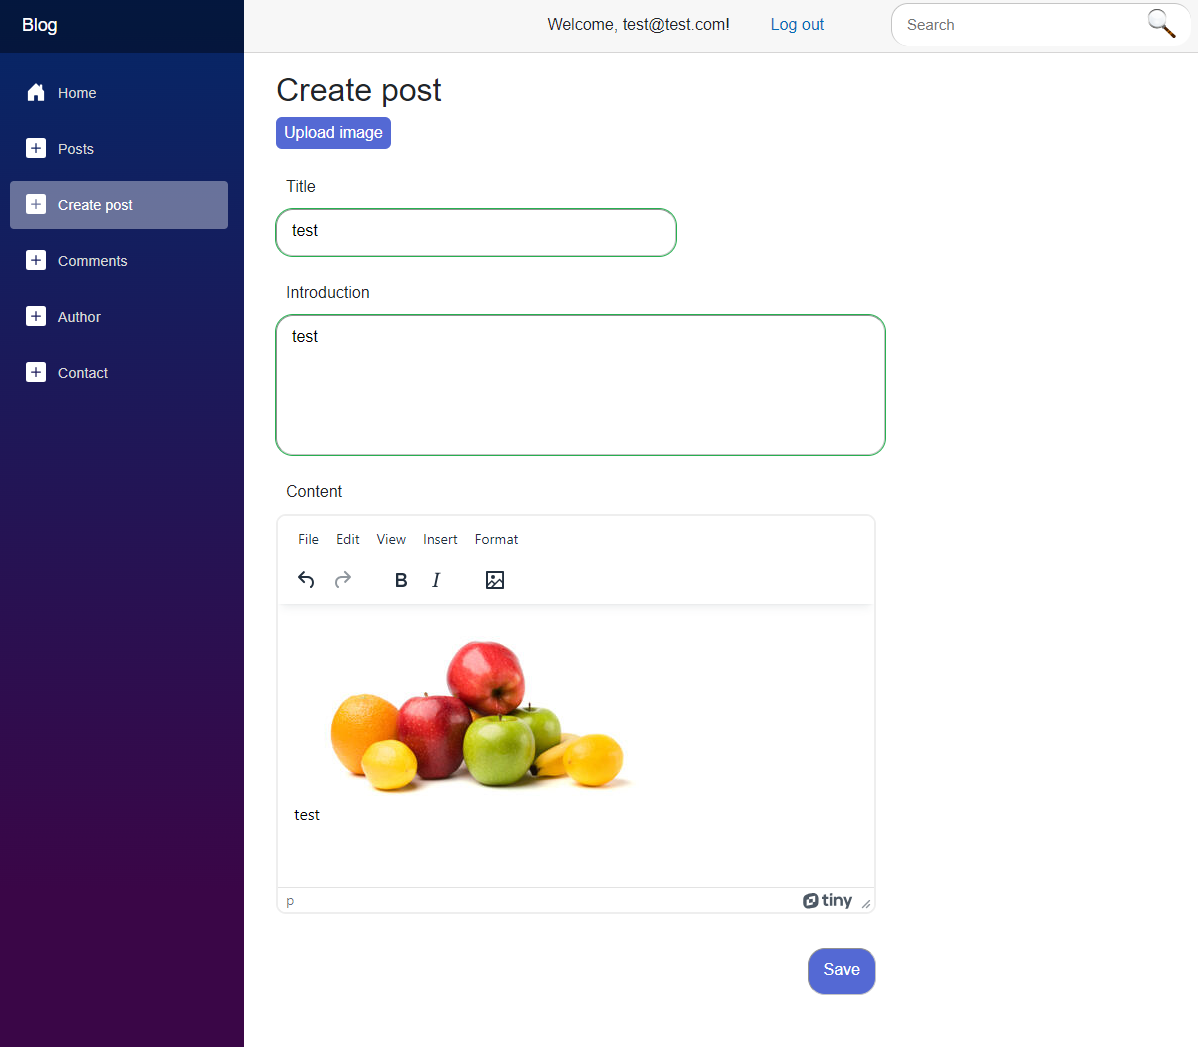 Blog
Welcome, test@test.com!
Log out
Search
Home
Posts
Create post
Comments
Author
Contact
Create post
Upload image
Title
test
Introduction
test
Content
File Edit View Insert Format
B I
test
p
tiny
Save